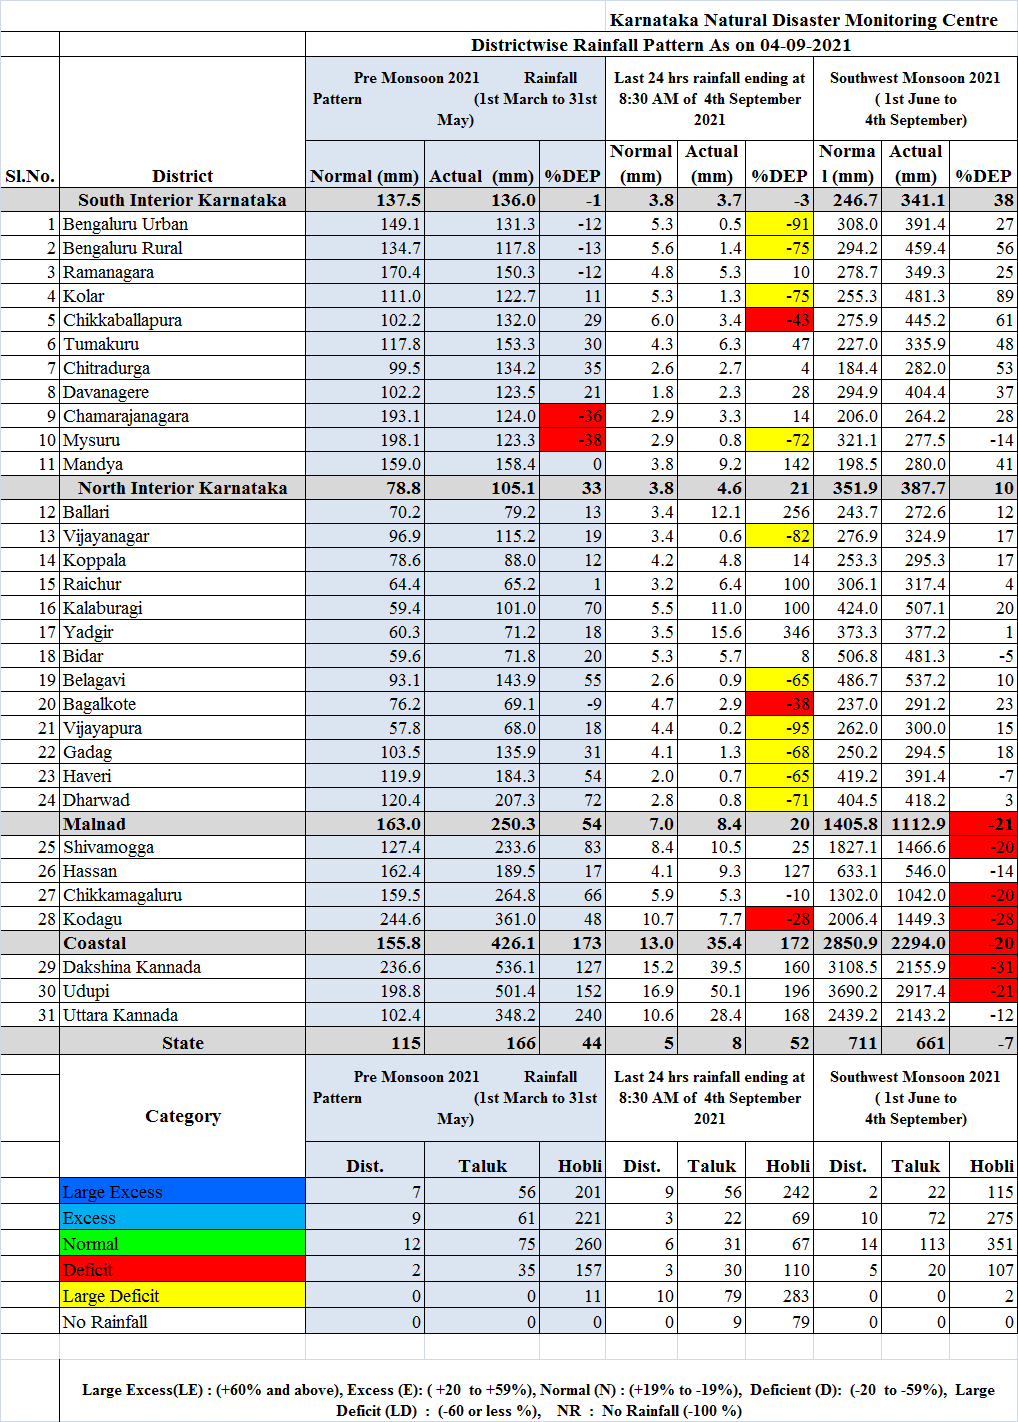 Karnataka Natural Disaster Monitoring Centre
Districtwise Rainfall Pattern As on 04-09-2021
Pre Monsoon 2021 Rainfall Last 24 hrs rainfall ending at Southwest Monsoon 2021
Pattern (1st March to 31st 8:30 AM of 4th September ( 1st June to
May) 2021 4th September)
Normal Actual Norma Actual
Sl.No. District Normal (mm) Actual (mm) %DEP (mm) (mm) %DEP l (mm) (mm) %DEP
South Interior Karnataka 137.5 136.0 -1 3.8 3.7 -3 246.7 341.1 38
1 Bengaluru Urban 149.1 131.3 -12 5.3 0.5 -91 308.0 391.4 27
2 Bengaluru Rural 134.7 117.8 -13 5.6 1.4 -75 294.2 459.4 56
3 Ramanagara 170.4 150.3 -12 4.8 5.3 10 278.7 349.3 25
4 Kolar 111.0 122.7 11 5.3 1.3 -75 255.3 481.3 89
5 Chikkaballapura 102.2 132.0 29 6.0 3.4 -43 275.9 445.2 61
6 Tumakuru 117.8 153.3 30 4.3 6.3 47 227.0 335.9 48
7 Chitradurga 99.5 134.2 35 2.6 2.7 4 184.4 282.0 53
8 Davanagere 102.2 123.5 21 1.8 2.3 28 294.9 404.4 37
9 Chamarajanagara 193.1 124.0 -36 2.9 3.3 14 206.0 264.2 28
10 Mysuru 198.1 123.3 -38 2.9 0.8 -72 321.1 277.5 -14
11 Mandya 159.0 158.4 0 3.8 9.2 142 198.5 280.0 41
North Interior Karnataka 78.8 105.1 33 3.8 4.6 21 351.9 387.7 10
12 Ballari 70.2 79.2 13 3.4 12.1 256 243.7 272.6 12
13 Vijayanagar 96.9 115.2 19 3.4 0.6 -82 276.9 324.9 17
14 Koppala 78.6 88.0 12 4.2 4.8 14 253.3 295.3 17
15 Raichur 64.4 65.2 1 3.2 6.4 100 306.1 317.4 4
16 Kalaburagi 59.4 101.0 70 5.5 11.0 100 424.0 507.1 20
17 Yadgir 60.3 71.2 18 3.5 15.6 346 373.3 377.2 1
18 Bidar 59.6 71.8 20 5.3 5.7 8 506.8 481.3 -5
19 Belagavi 93.1 143.9 55 2.6 0.9 -65 486.7 537.2 10
20 Bagalkote 76.2 69.1 -9 4.7 2.9 -38 237.0 291.2 23
21 Vijayapura 57.8 68.0 18 4.4 0.2 -95 262.0 300.0 15
22 Gadag 103.5 135.9 31 4.1 1.3 -68 250.2 294.5 18
23 Haveri 119.9 184.3 54 2.0 0.7 -65 419.2 391.4 -7
24 Dharwad 120.4 207.3 72 2.8 0.8 -71 404.5 418.2 3
Malnad 163.0 250.3 54 7.0 8.4 20 1405.8 1112.9 -21
25 Shivamogga 127.4 233.6 83 8.4 10.5 25 1827.1 1466.6 -20
26 Hassan 162.4 189.5 17 4.1 9.3 127 633.1 546.0 -14
27 Chikkamagaluru 159.5 264.8 66 5.9 5.3 -10 1302.0 1042.0 -20
28 Kodagu 244.6 361.0 48 10.7 7.7 -28 2006.4 1449.3 -28
Coastal 155.8 426.1 173 13.0 35.4 172 2850.9 2294.0 -20
29 Dakshina Kannada 236.6 536.1 127 15.2 39.5 160 3108.5 2155.9 -31
30 Udupi 198.8 501.4 152 16.9 50.1 196 3690.2 2917.4 -21
31 Uttara Kannada 102.4 348.2 240 10.6 28.4 168 2439.2 2143.2 -12
State 115 166 44 5 8 52 711 661 -7
Pre Monsoon 2021 Rainfall Last 24 hrs rainfall ending at Southwest Monsoon 2021
Pattern (1st March to 31st 8:30 AM of 4th September ( 1st June to
Category May) 2021 4th September)
Dist. Taluk Hobli Dist. Taluk Hobli Dist. Taluk Hobli
Large Excess 7 56 201 9 56 242 2 22 115
Excess 9 61 221 3 22 69 10 72 275
Normal 12 75 260 6 31 67 14 113 351
Deficit 2 35 157 3 30 110 5 20 107
Large Deficit 0 0 11 10 79 283 0 0 2
No Rainfall 0 0 0 0 9 79 0 0 0
Large Excess(LE) : (+60% and above), Excess (E): ( +20 to +59%), Normal (N) : (+19% to -19%), Deficient (D): (-20 to -59%), Large
Deficit (LD) : (-60 or less %), NR : No Rainfall (-100 %)